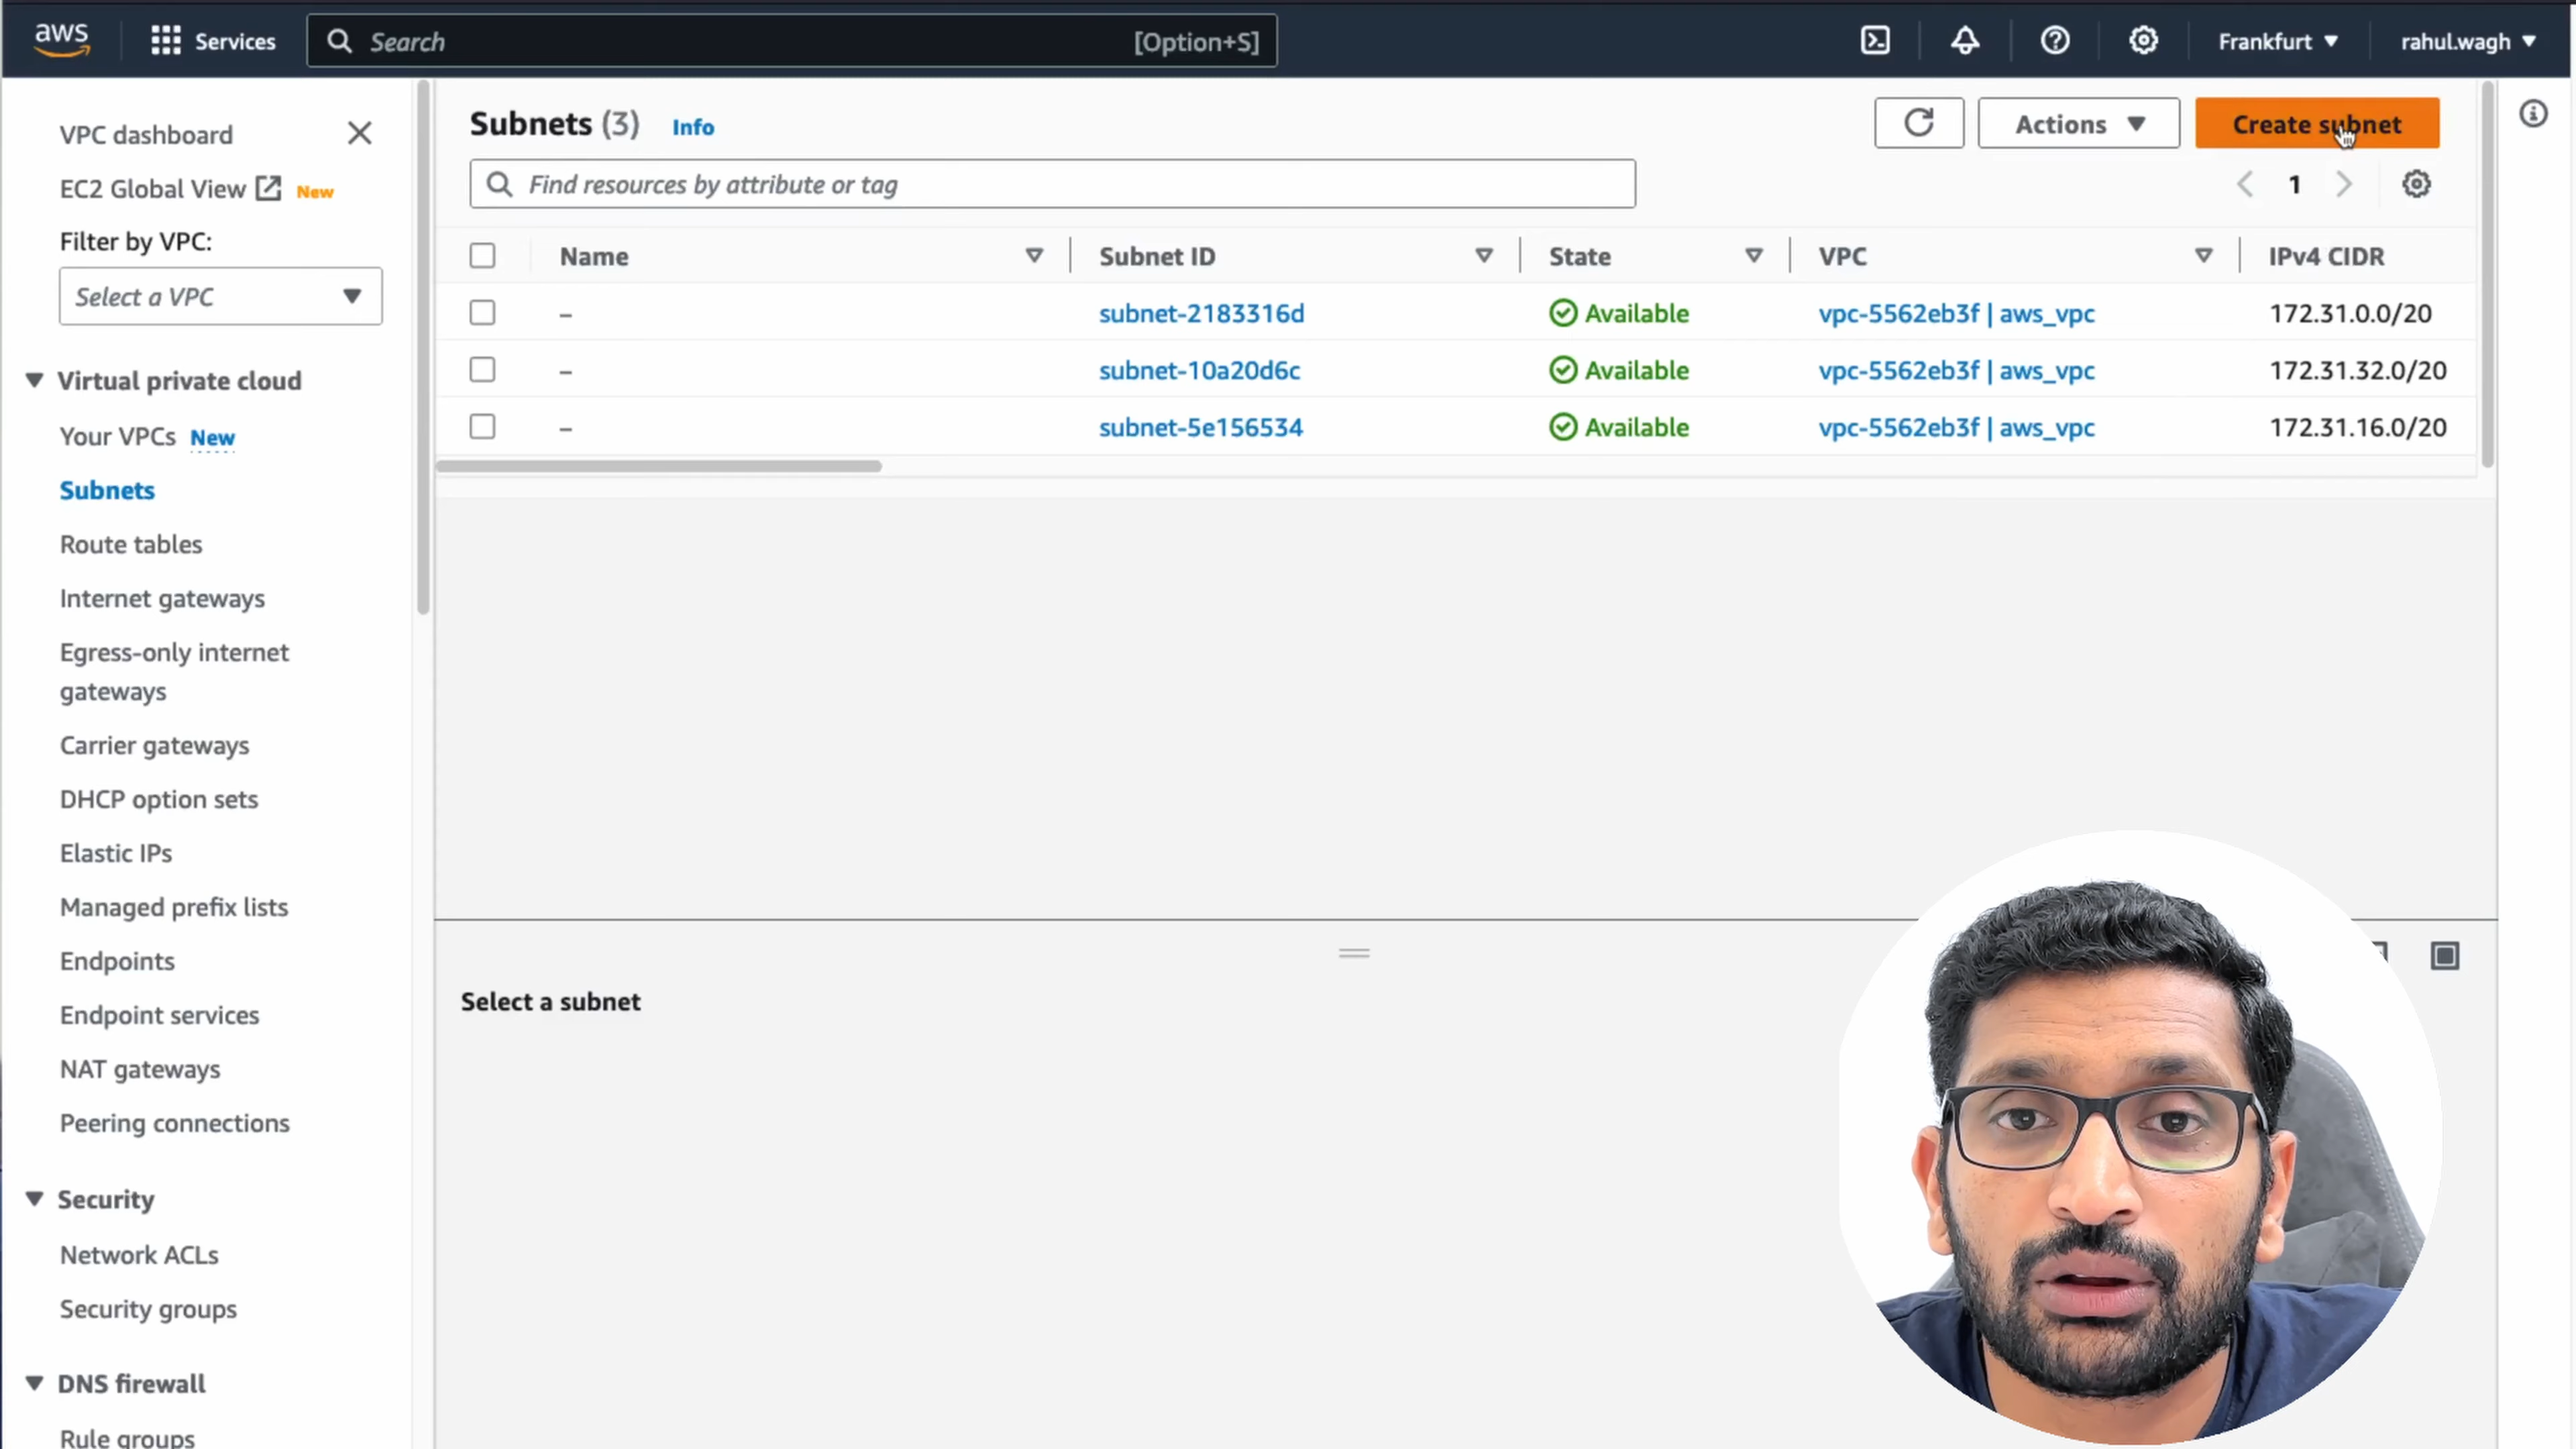 aws Services Search [Option+S] Frankfurt rahul.wagh
VPC dashboard
EC2 Global View New
Filter by VPC:
Select a VPC
Virtual private cloud
Your VPCs New
Subnets
Route tables
Internet gateways
Egress-only internet
gateways
Carrier gateways
DHCP option sets
Elastic IPs
Managed prefix lists
Endpoints
Endpoint services
NAT gateways
Peering connections
Security
Network ACLs
Security groups
DNS firewall
Rule groups
Subnets (3) Info Actions Create subnet
Find resources by attribute or tag 1
Name Subnet ID State VPC IPv4 CIDR
– subnet-2183316d Available vpc-5562eb3f | aws_vpc 172.31.0.0/20
– subnet-10a20d6c Available vpc-5562eb3f | aws_vpc 172.31.32.0/20
– subnet-5e156534 Available vpc-5562eb3f | aws_vpc 172.31.16.0/20
Select a subnet